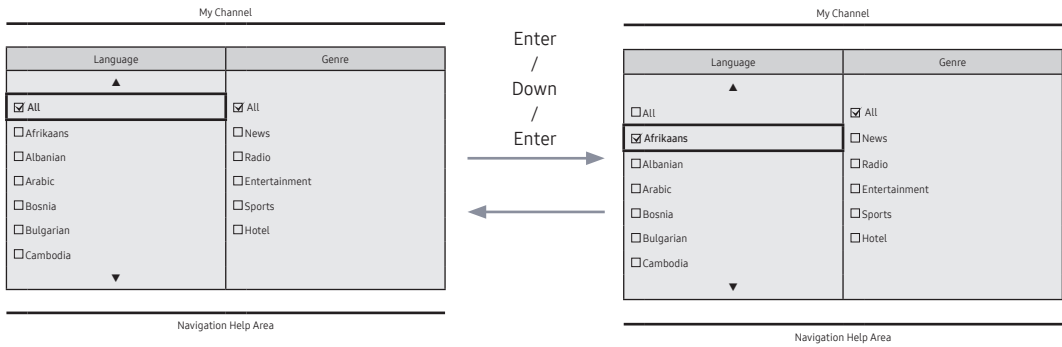 My Channel
Language Genre
▲
☑ All ☑ All
☐ Afrikaans ☐ News
☐ Albanian ☐ Radio
☐ Arabic ☐ Entertainment
☐ Bosnia ☐ Sports
☐ Bulgarian ☐ Hotel
☐ Cambodia
▼
Navigation Help Area
Enter
/
Down
/
Enter
My Channel
Language Genre
▲
☐ All ☑ All
☑ Afrikaans ☐ News
☐ Albanian ☐ Radio
☐ Arabic ☐ Entertainment
☐ Bosnia ☐ Sports
☐ Bulgarian ☐ Hotel
☐ Cambodia
▼
Navigation Help Area